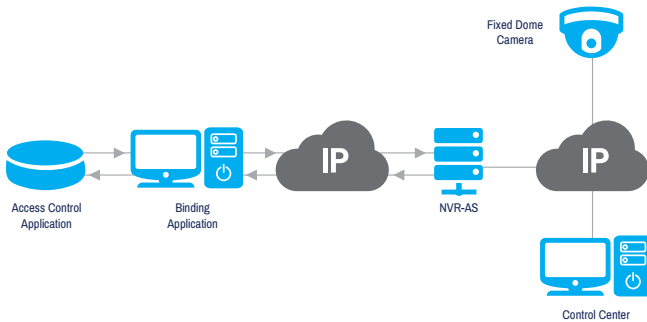 Fixed Dome
Camera
IP
IP
Access Control
Application
Binding
Application
NVR-AS
Control Center